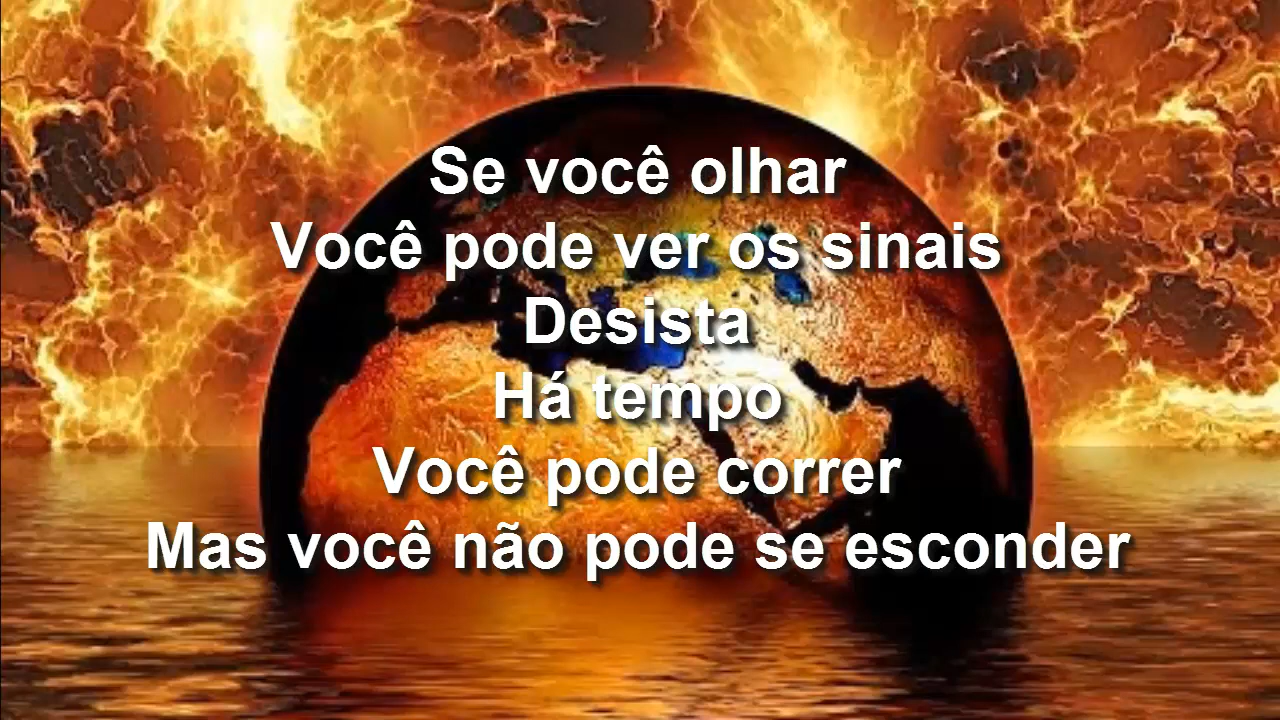 Se você olhar
Você pode ver os sinais
Desista
Há tempo
Você pode correr
Mas você não pode se esconder